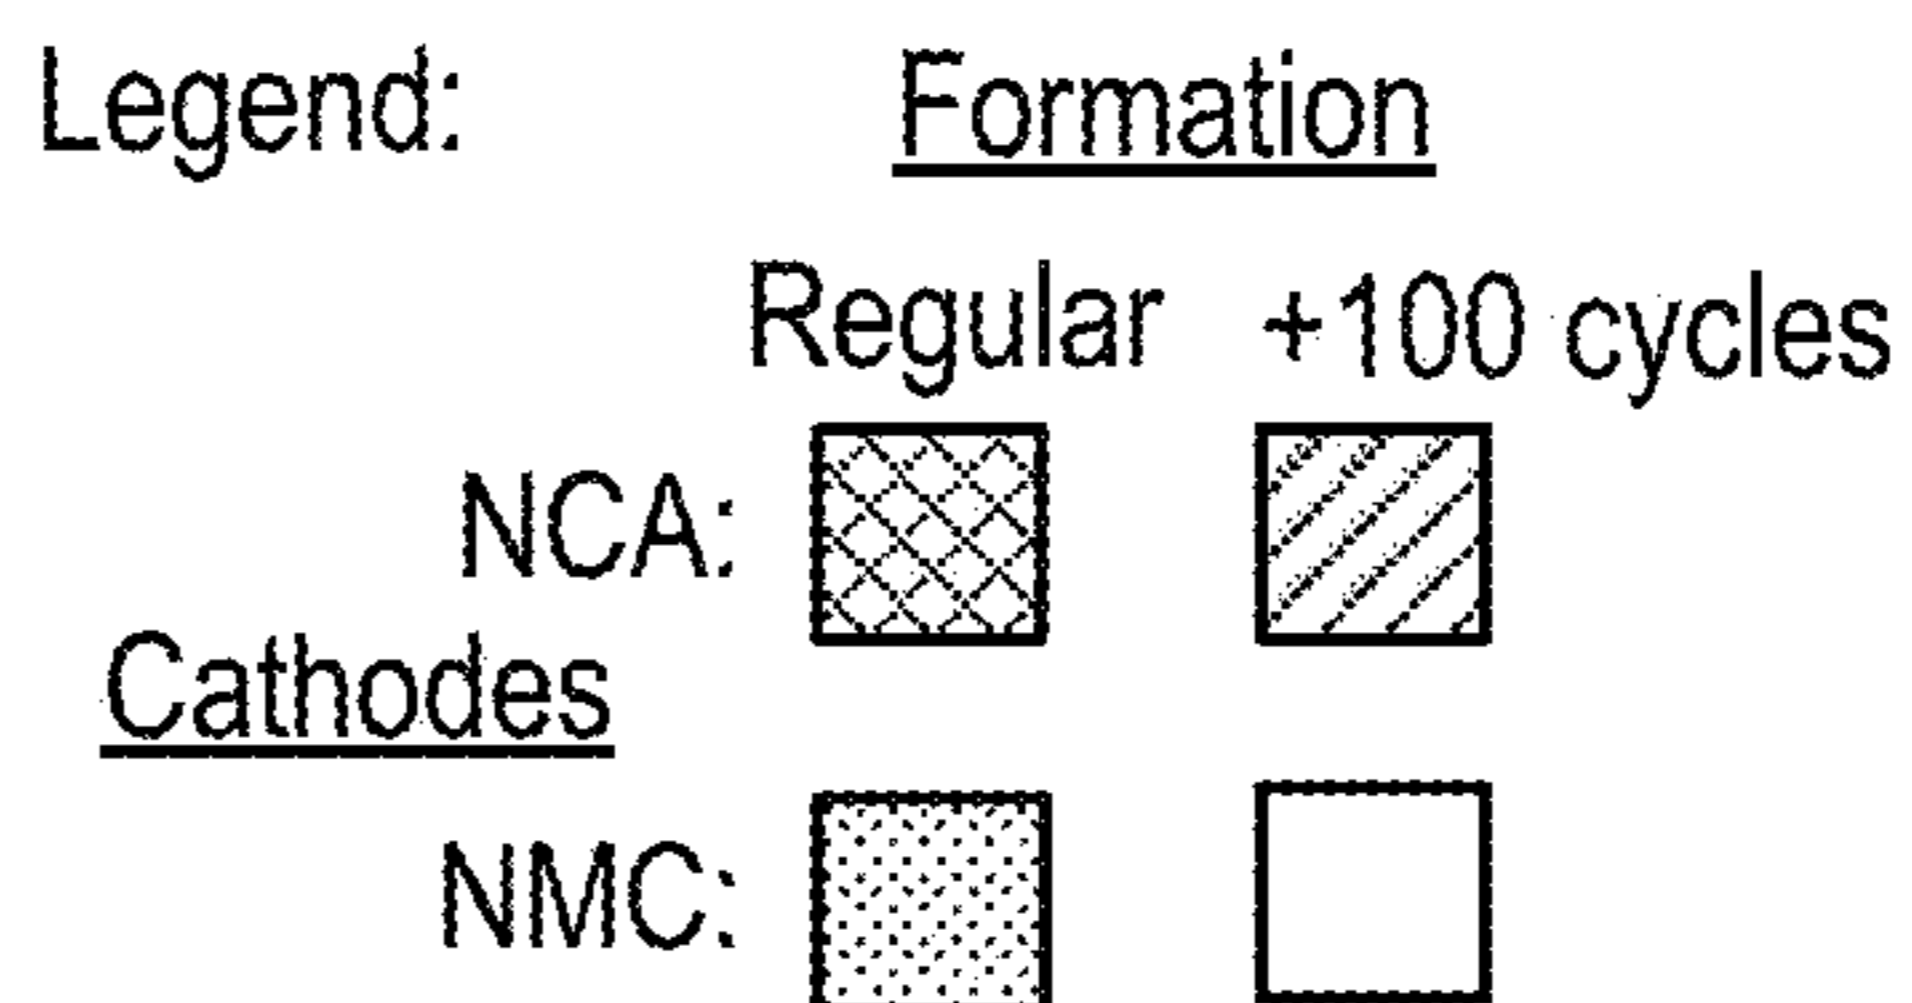 Legend: Formation
Regular +100 cycles
NCA:
Cathodes
NMC: